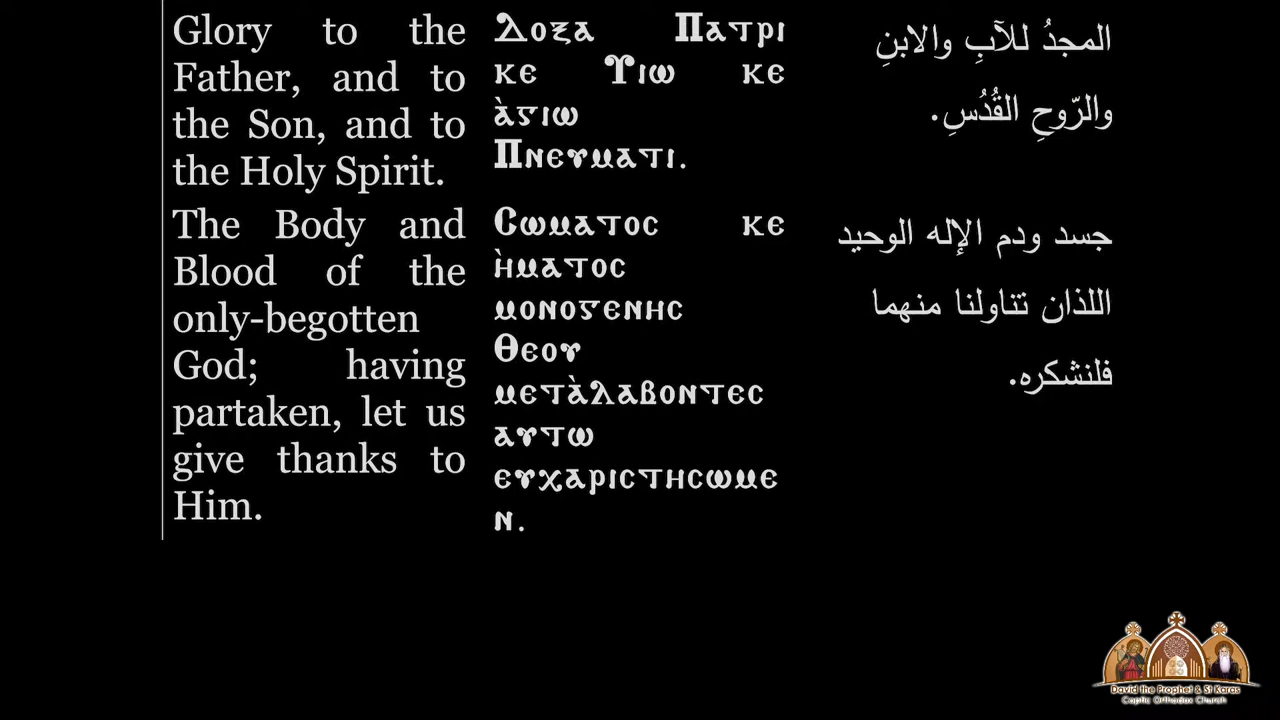 Glory to the
Father, and to
the Son, and to
the Holy Spirit.
Ⲇⲟⲝⲁ Ⲡⲁⲧⲣⲓ
ⲕⲉ Ⲩⲓⲱ ⲕⲉ
ⲁ̀ⲅⲓⲱ
Ⲡⲛⲉⲩⲙⲁⲧⲓ.
المجدُ للآبِ والابنِ
والرّوحِ القُدُسِ.
The Body and
Blood of the
only-begotten
God; having
partaken, let us
give thanks to
Him.
Ⲥⲱⲙⲁⲧⲟⲥ ⲕⲉ
ⲏ̀ⲙⲁⲧⲟⲥ
ⲙⲟⲛⲟⲅⲉⲛⲏⲥ
Ⲑⲉⲟⲩ
ⲙⲉⲧⲁ̀ⲗⲁⲃⲟⲛⲧⲉⲥ
ⲁⲩⲧⲱ
ⲉⲩⲭⲁⲣⲓⲥⲧⲏⲥⲱⲙⲉ
ⲛ.
جسد ودم الإله الوحيد
اللذان تناولنا منهما
فلنشكره.
David the Prophet & St Karas
Coptic Orthodox Church